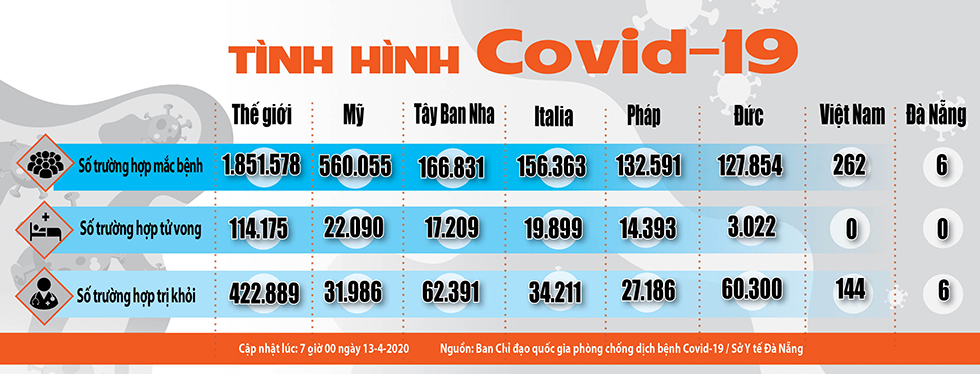 TÌNH HÌNH Covid-19
Thế giới Mỹ Tây Ban Nha Italia Pháp Đức Việt Nam Đà Nẵng
Số trường hợp mắc bệnh 1.851.578 560.055 166.831 156.363 132.591 127.854 262 6
Số trường hợp tử vong 114.175 22.090 17.209 19.899 14.393 3.022 0 0
Số trường hợp trị khỏi 422.889 31.986 62.391 34.211 27.186 60.300 144 6
Cập nhật lúc: 7 giờ 00 ngày 13-4-2020 Nguồn: Ban Chỉ đạo quốc gia phòng chống dịch bệnh Covid-19 / Sở Y tế Đà Nẵng